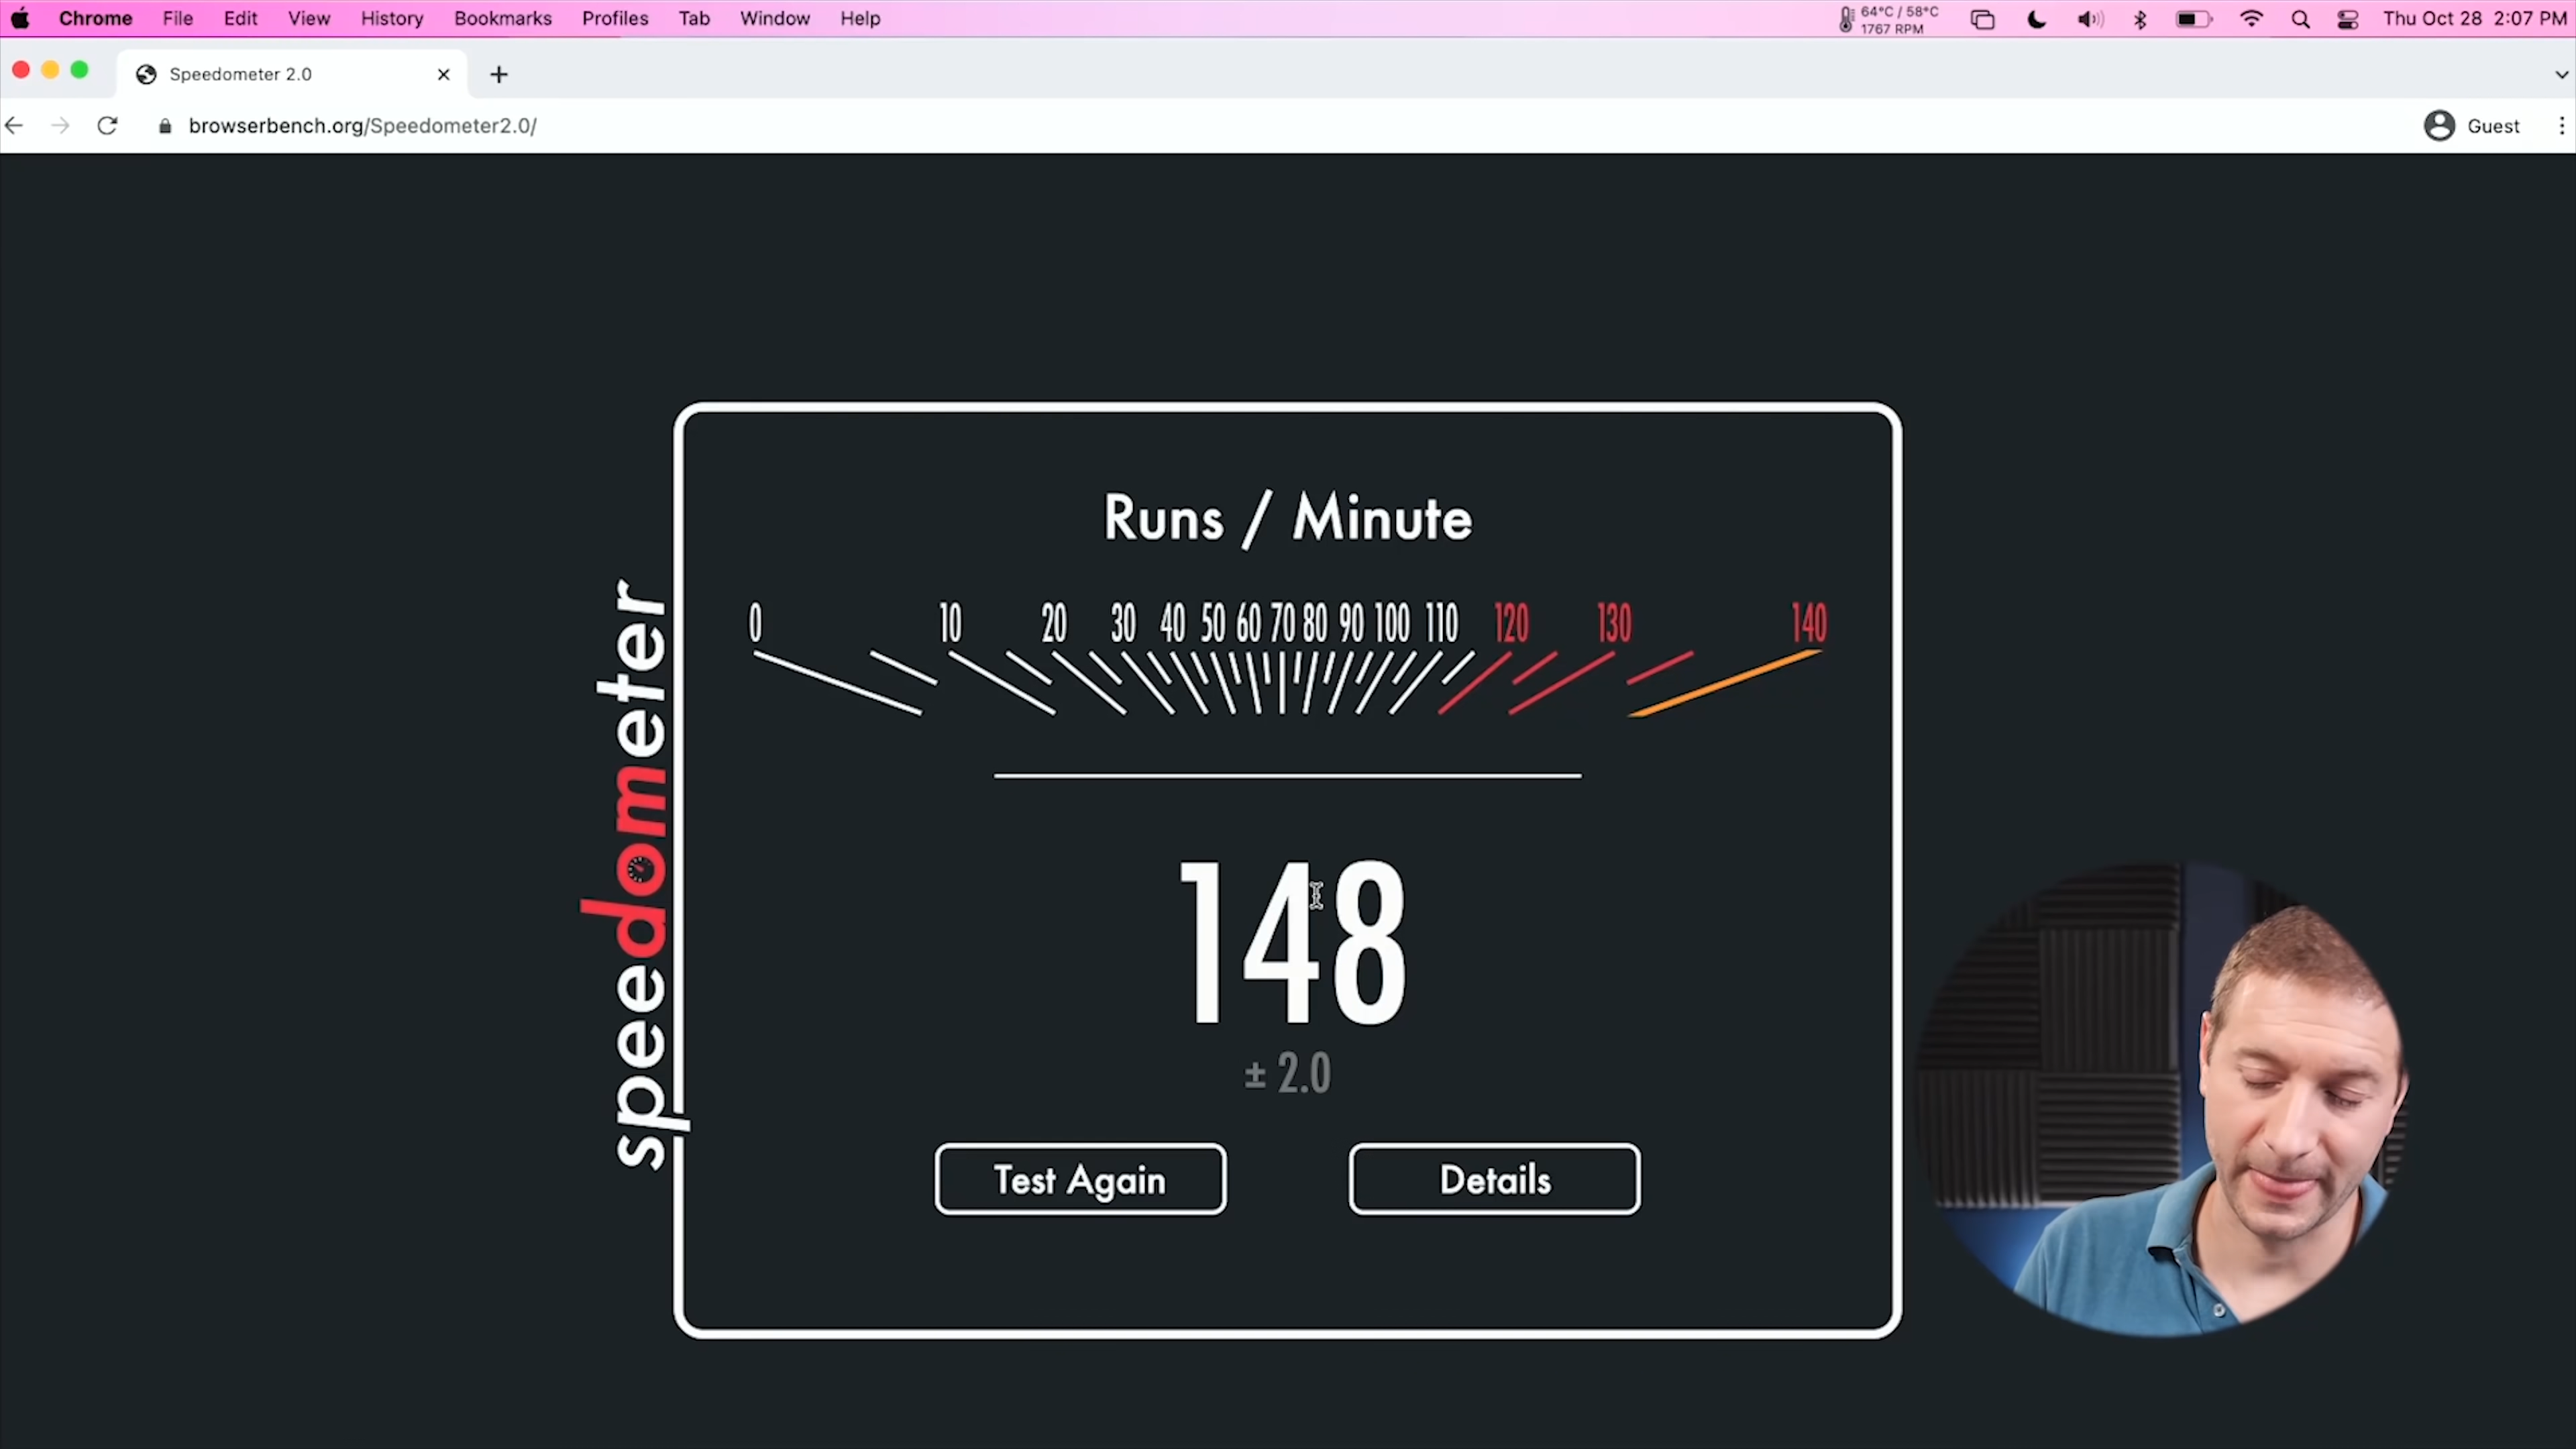 Chrome File Edit View History Bookmarks Profiles Tab Window Help
64°C / 58°C
1767 RPM
Thu Oct 28 2:07 PM
Speedometer 2.0
browserbench.org/Speedometer2.0/
Guest
Runs / Minute
0 10 20 30 40 50 60 70 80 90 100 110 120 130 140
speedometer
148
± 2.0
Test Again
Details